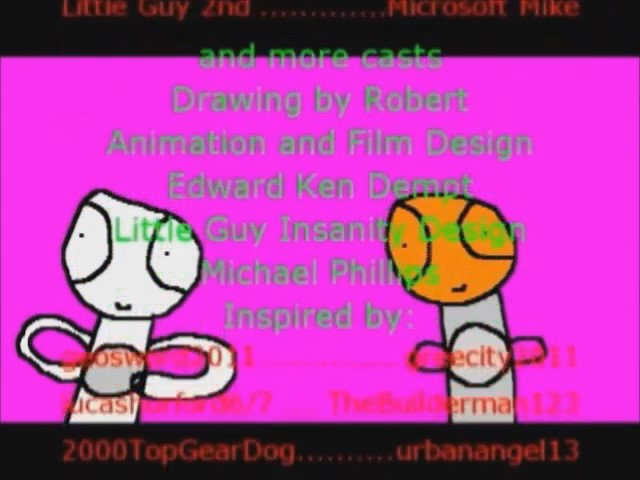 Little Guy 2nd .............Microsoft Mike
and more casts
Drawing by Robert
Animation and Film Design
Edward Ken Dempt
Little Guy Insanity Design
Michael Phillips
Inspired by:
2000TopGearDog..........urbanangel13
TheBuilderman123